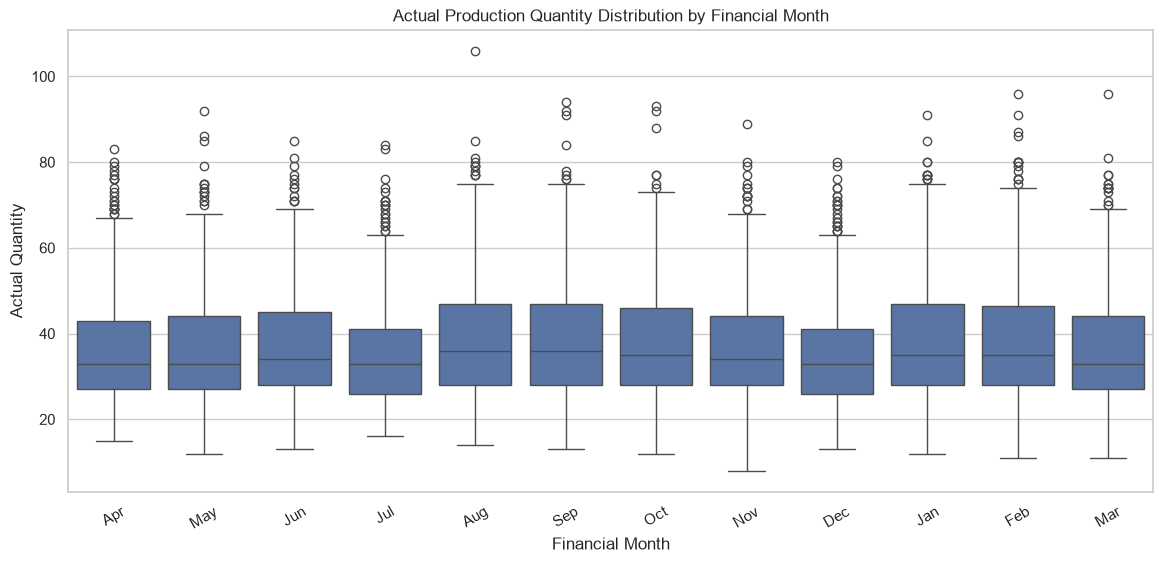 Actual Production Quantity Distribution by Financial Month
Actual Quantity
100
80
60
40
20
Apr May Jun Jul Aug Sep Oct Nov Dec Jan Feb Mar
Financial Month